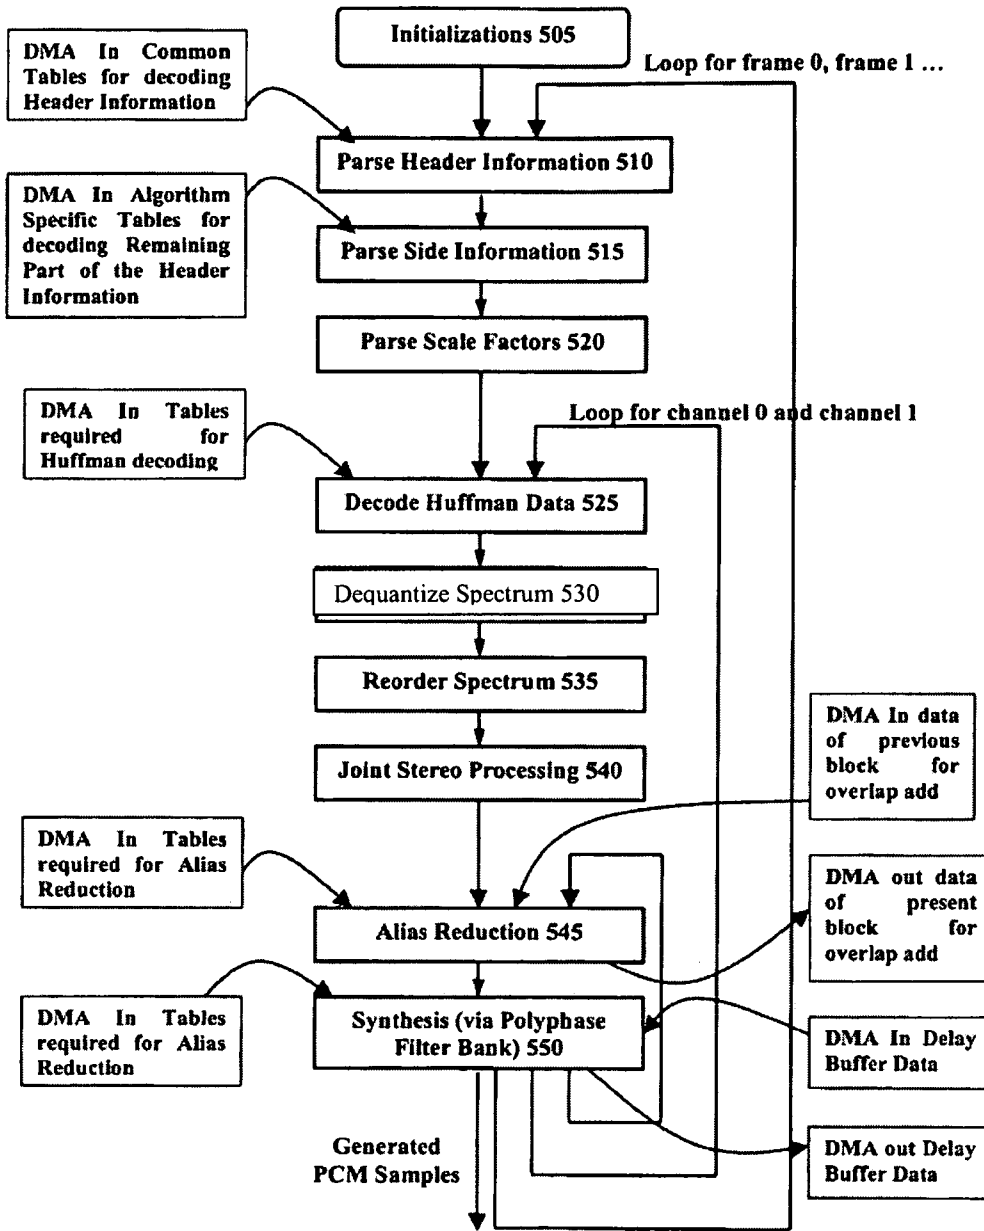 Initializations 505
DMA In Common
Tables for decoding
Header Information
Loop for frame 0, frame 1 ...
Parse Header Information 510
DMA In Algorithm
Specific Tables for
decoding Remaining
Part of the Header
Information
Parse Side Information 515
Parse Scale Factors 520
DMA In Tables
required for
Huffman decoding
Loop for channel 0 and channel 1
Decode Huffman Data 525
Dequantize Spectrum 530
Reorder Spectrum 535
Joint Stereo Processing 540
DMA In data
of previous
block for
overlap add
DMA In Tables
required for Alias
Reduction
DMA out data
of present
block for
overlap add
Alias Reduction 545
DMA In Tables
required for Alias
Reduction
Synthesis (via Polyphase
Filter Bank) 550
DMA In Delay
Buffer Data
Generated
PCM Samples
DMA out Delay
Buffer Data